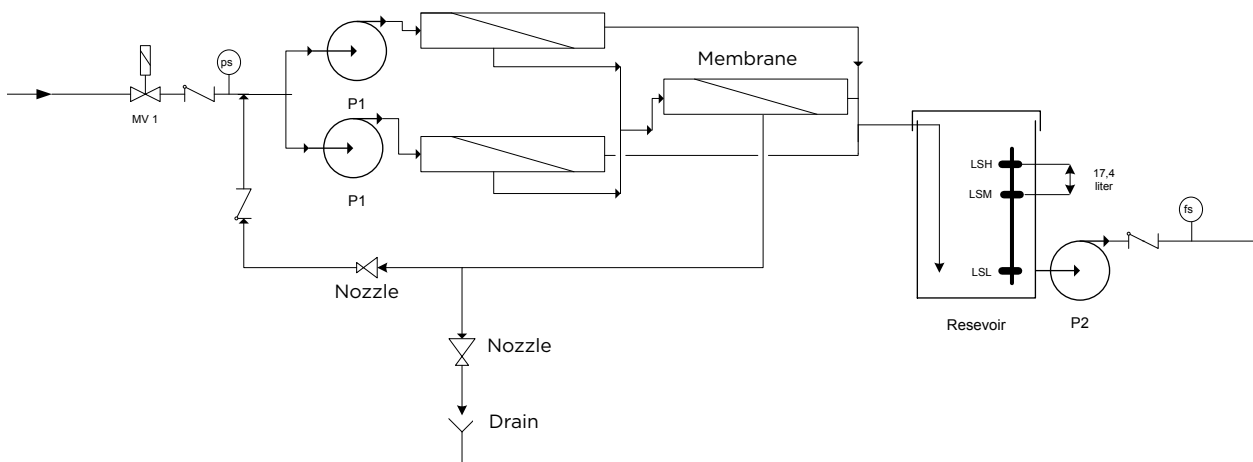 ps
MV 1
P1
P1
Membrane
LSH
LSM
LSL
17,4
liter
fs
Nozzle
Resevoir
P2
Nozzle
Drain